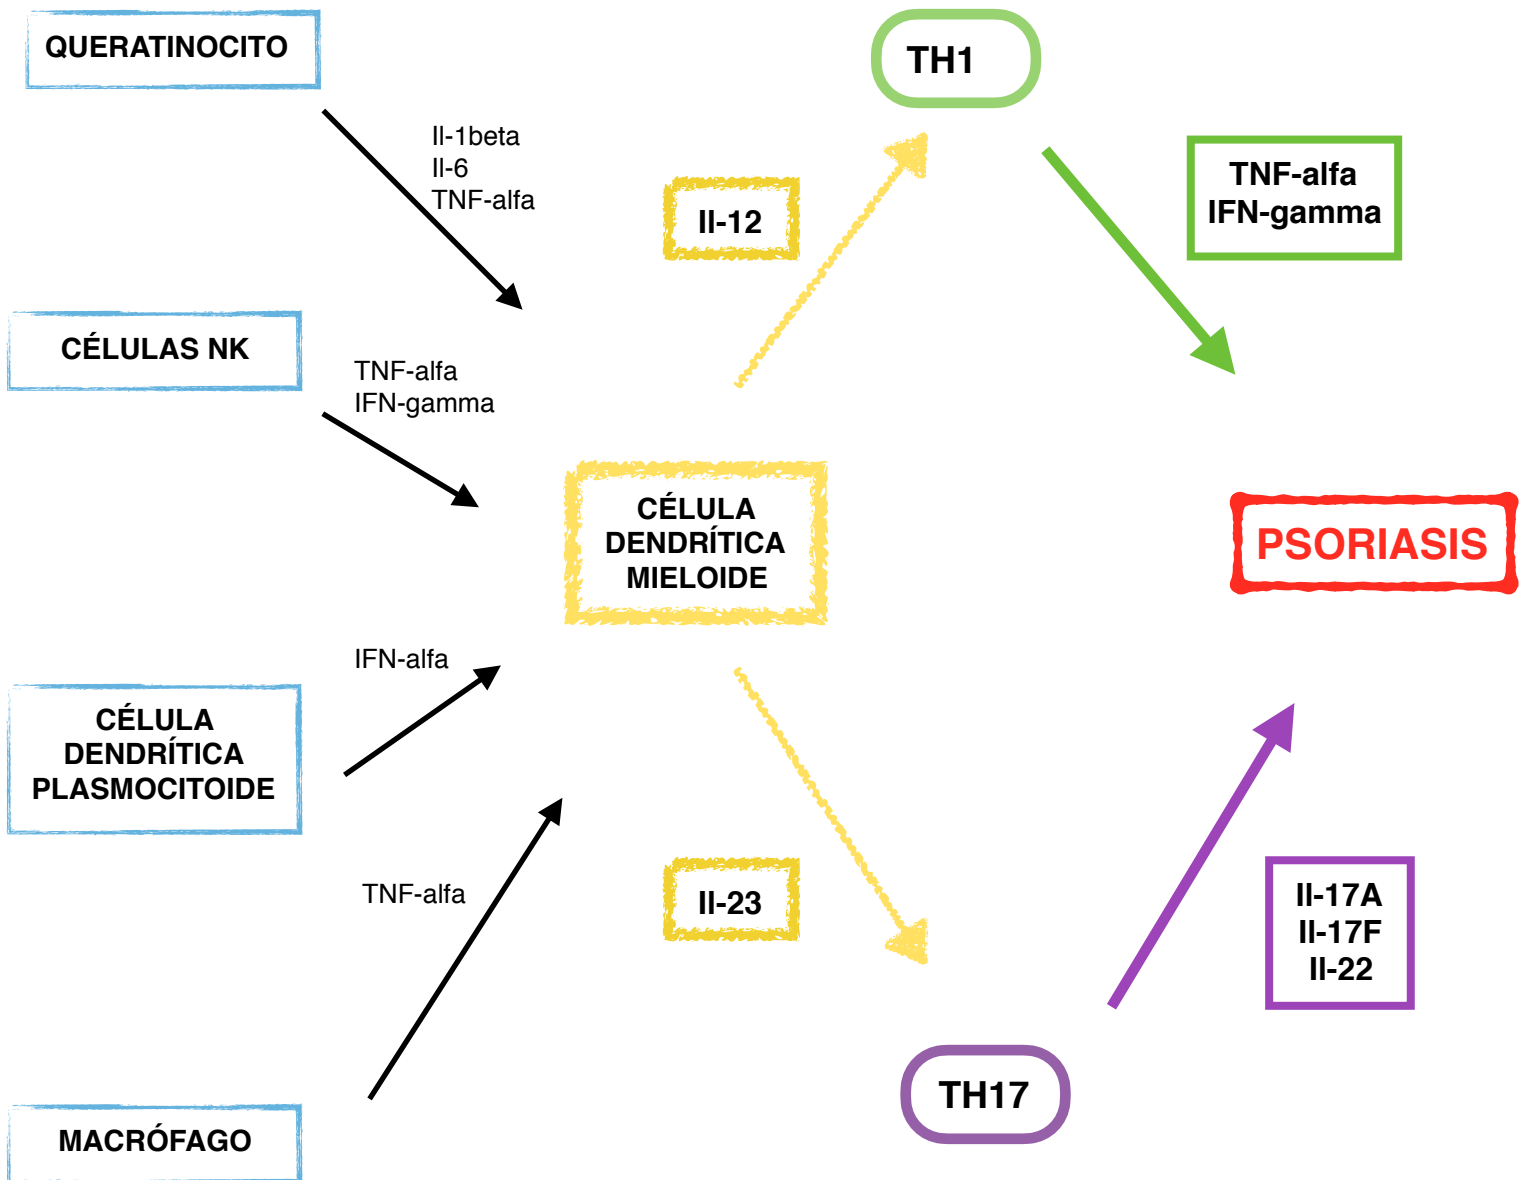 QUERATINOCITO
Il-1beta
Il-6
TNF-alfa
CÉLULAS NK
TNF-alfa
IFN-gamma
CÉLULA
DENDRÍTICA
PLASMOCITOIDE
IFN-alfa
MACRÓFAGO
TNF-alfa
CÉLULA
DENDRÍTICA
MIELOIDE
Il-12
TH1
TNF-alfa
IFN-gamma
Il-23
TH17
Il-17A
Il-17F
Il-22
PSORIASIS